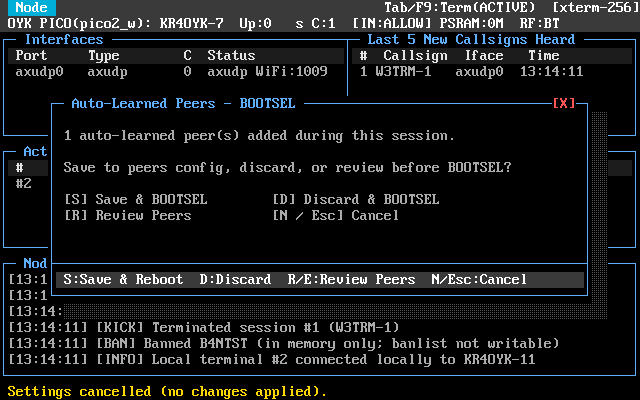 Node Tab/F9:Term(ACTIVE) [xterm-256]
OYK PICO(pico2_w): KR4OYK-7 Up:0 s C:1 [IN:ALLOW] PSRAM:0M RF:BT
Interfaces Last 5 New Callsigns Heard
Port Type C Status # Callsign Iface Time
axudp0 axudp 0 axudp WiFi:1009 1 W3TRM-1 axudp0 13:14:11
Auto-Learned Peers - BOOTSEL [X]
1 auto-learned peer(s) added during this session.
Act
Save to peers config, discard, or review before BOOTSEL?
#
#2
[S] Save & BOOTSEL [D] Discard & BOOTSEL
[R] Review Peers [N / Esc] Cancel
Nod
S:Save & Reboot D:Discard R/E:Review Peers N/Esc:Cancel
[13:1
[13:1
[13:14:
[13:14:11] [KICK] Terminated session #1 (W3TRM-1)
[13:14:11] [BAN] Banned B4NTST (in memory only; banlist not writable)
[13:14:11] [INFO] Local terminal #2 connected locally to KR4OYK-11
Settings cancelled (no changes applied).